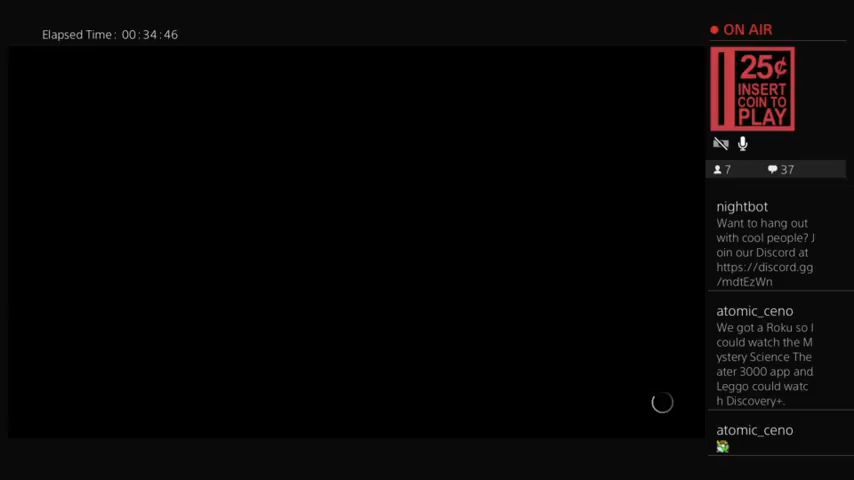 Elapsed Time: 00:34:46
ON AIR
25¢
INSERT
COIN TO
PLAY
7 37
nightbot
Want to hang out
with cool people? J
oin our Discord at
https://discord.gg
/mdtEzWn
atomic_ceno
We got a Roku so I
could watch the M
ystery Science The
ater 3000 app and
Leggo could watc
h Discovery+.
atomic_ceno